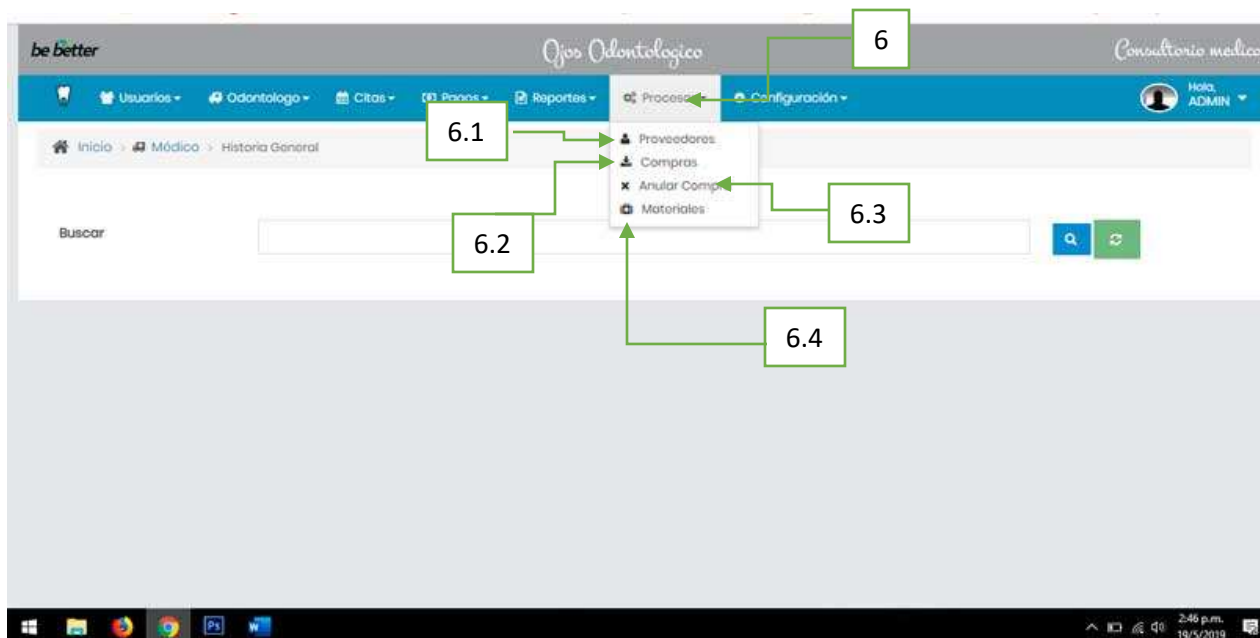 be better Ojos Odontologico Consultorio medico
6
Usuarios Odontologo Citas Pagos Reportes Procesos Configuración Hola, ADMIN
6.1
Proveedores
Inicio > Médico > Historia General
Compras
Anular Compra
Materiales
6.3
Buscar
6.2
6.4
Ps
2:46 p.m.
19/5/2019